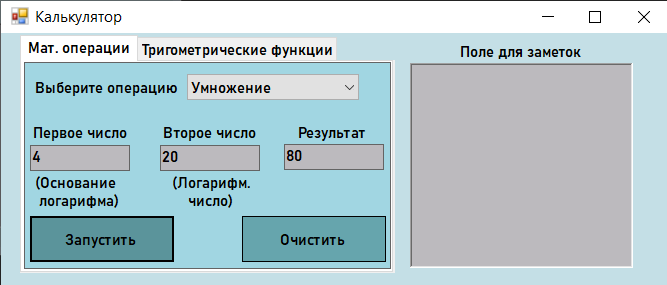 Калькулятор
Мат. операции
Тригометрические функции
Поле для заметок
Выберите операцию
Умножение
Первое число
Второе число
Результат
4
20
80
(Основание
логарифма)
(Логарифм.
число)
Запустить
Очистить